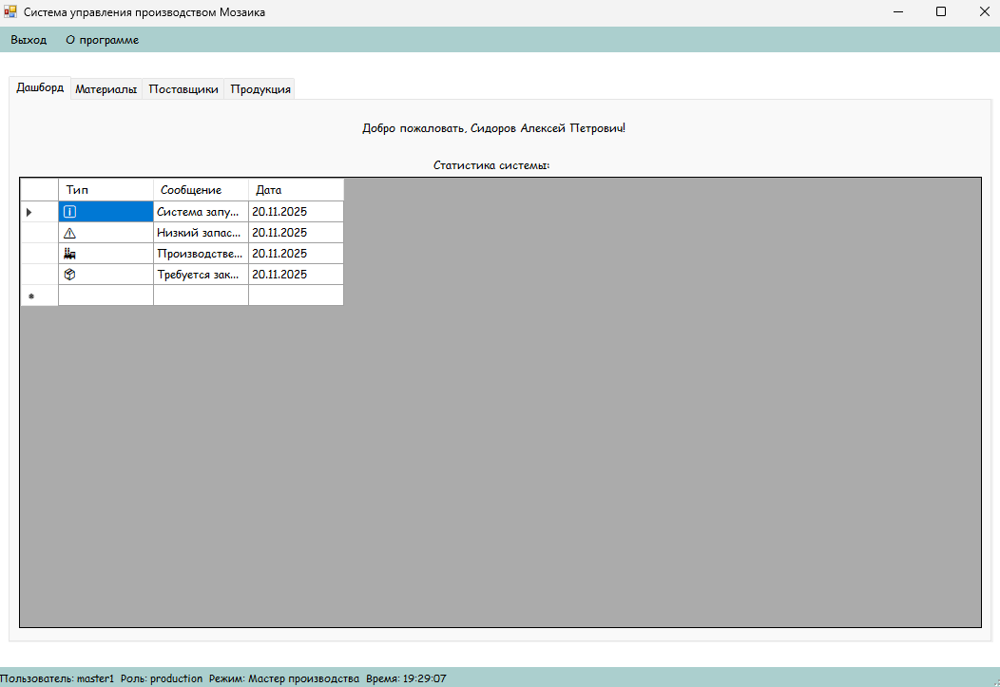 Система управления производством Мозаика
Выход О программе
Дашборд Материалы Поставщики Продукция
Добро пожаловать, Сидоров Алексей Петрович!
Статистика системы:
Тип Сообщение Дата
Система запу... 20.11.2025
Низкий запас... 20.11.2025
Производстве... 20.11.2025
Требуется зак... 20.11.2025
Пользователь: master1 Роль: production Режим: Мастер производства Время: 19:29:07